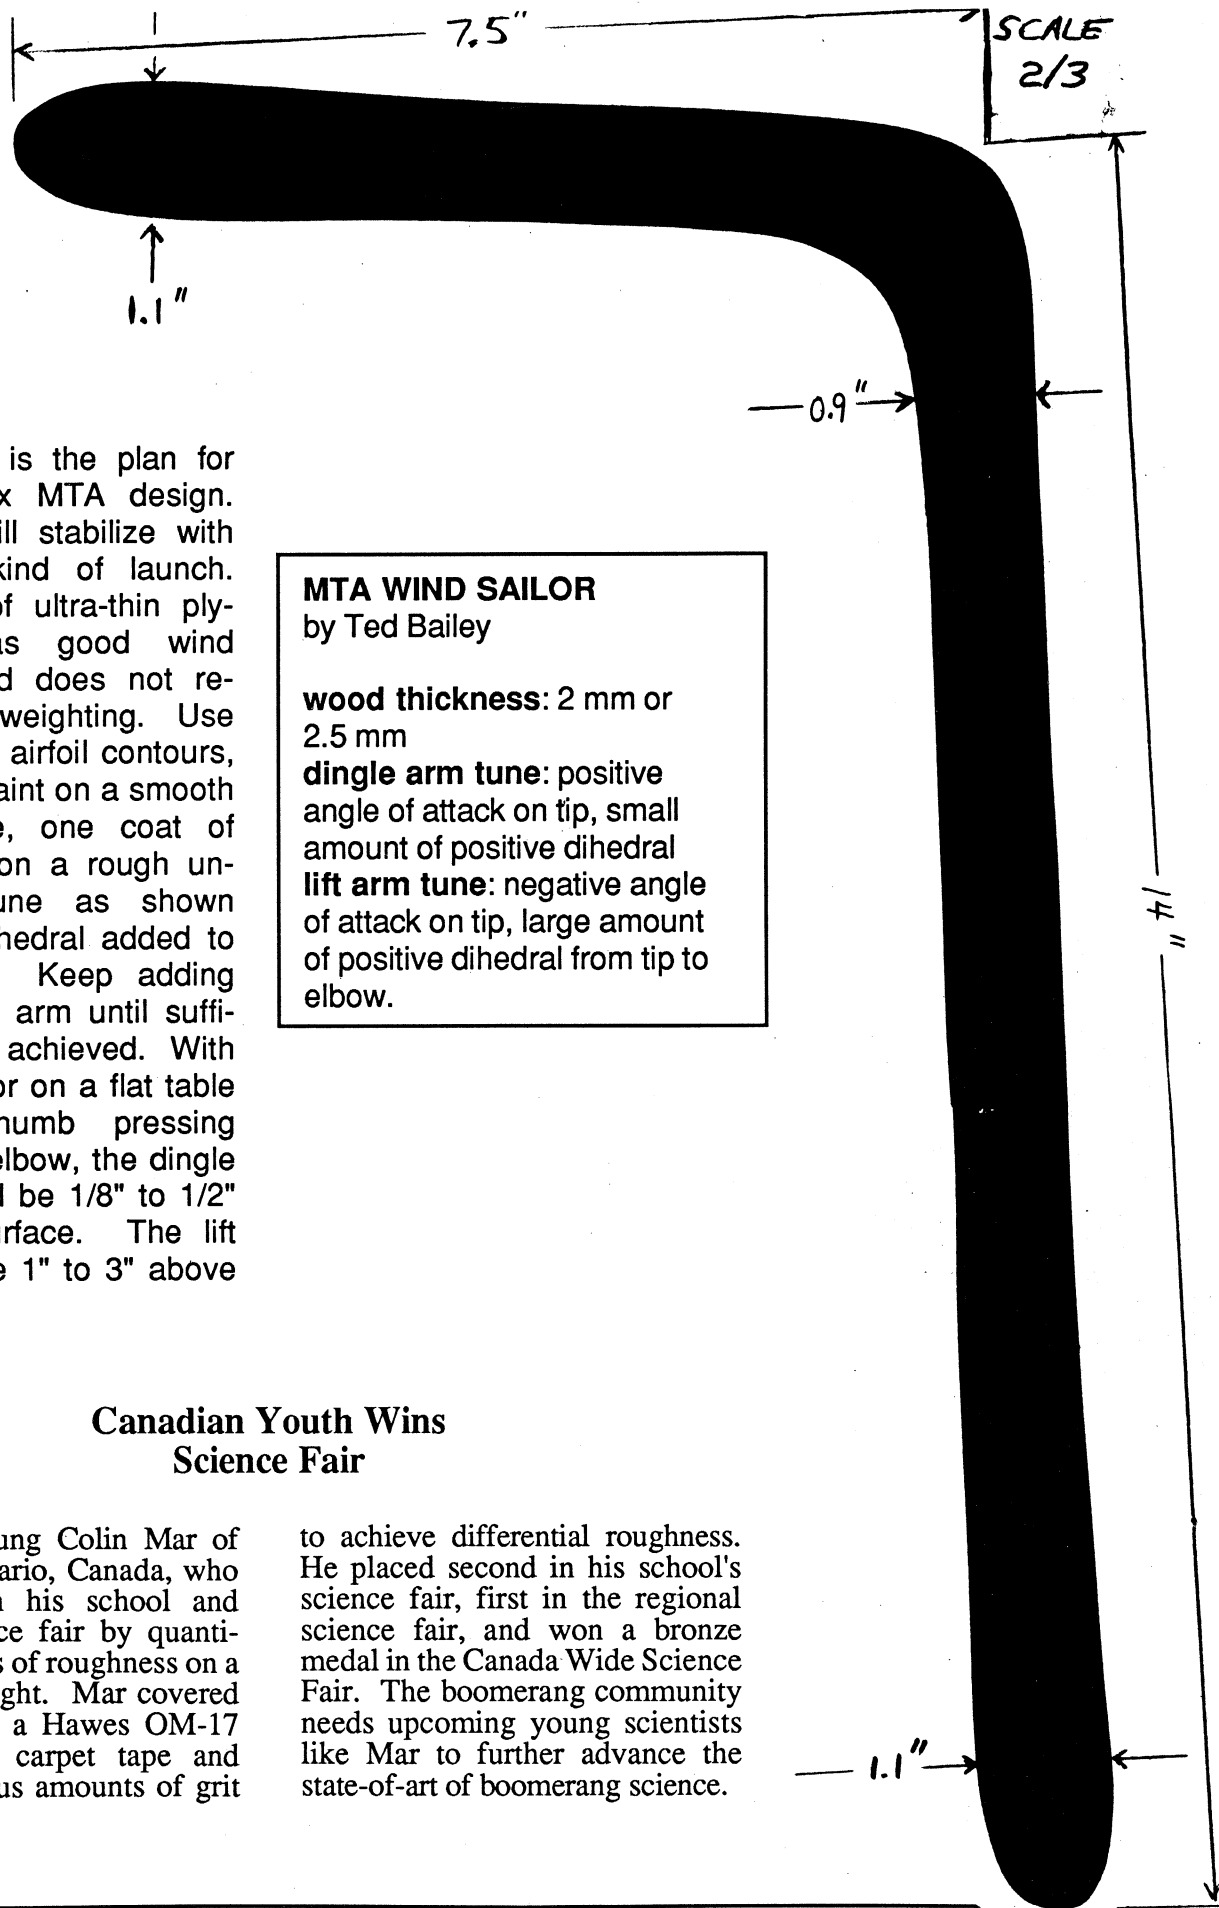 7.5"
SCALE
2/3
1.1"
0.9"
is the plan for
x MTA design.
ill stabilize with
kind of launch.
of ultra-thin ply-
as good wind
d does not re-
weighting. Use
airfoil contours,
aint on a smooth
e, one coat of
on a rough un-
une as shown
hedral added to
Keep adding
arm until suffi-
achieved. With
or on a flat table
humb pressing
elbow, the dingle
d be 1/8" to 1/2"
rface. The lift
e 1" to 3" above
MTA WIND SAILOR
by Ted Bailey
wood thickness: 2 mm or
2.5 mm
dingle arm tune: positive
angle of attack on tip, small
amount of positive dihedral
lift arm tune: negative angle
of attack on tip, large amount
of positive dihedral from tip to
elbow.
14"
Canadian Youth Wins
Science Fair
ung Colin Mar of
ario, Canada, who
n his school and
ce fair by quanti-
s of roughness on a
ght. Mar covered
a Hawes OM-17
carpet tape and
us amounts of grit
to achieve differential roughness.
He placed second in his school's
science fair, first in the regional
science fair, and won a bronze
medal in the Canada Wide Science
Fair. The boomerang community
needs upcoming young scientists
like Mar to further advance the
state-of-art of boomerang science.
1.1"